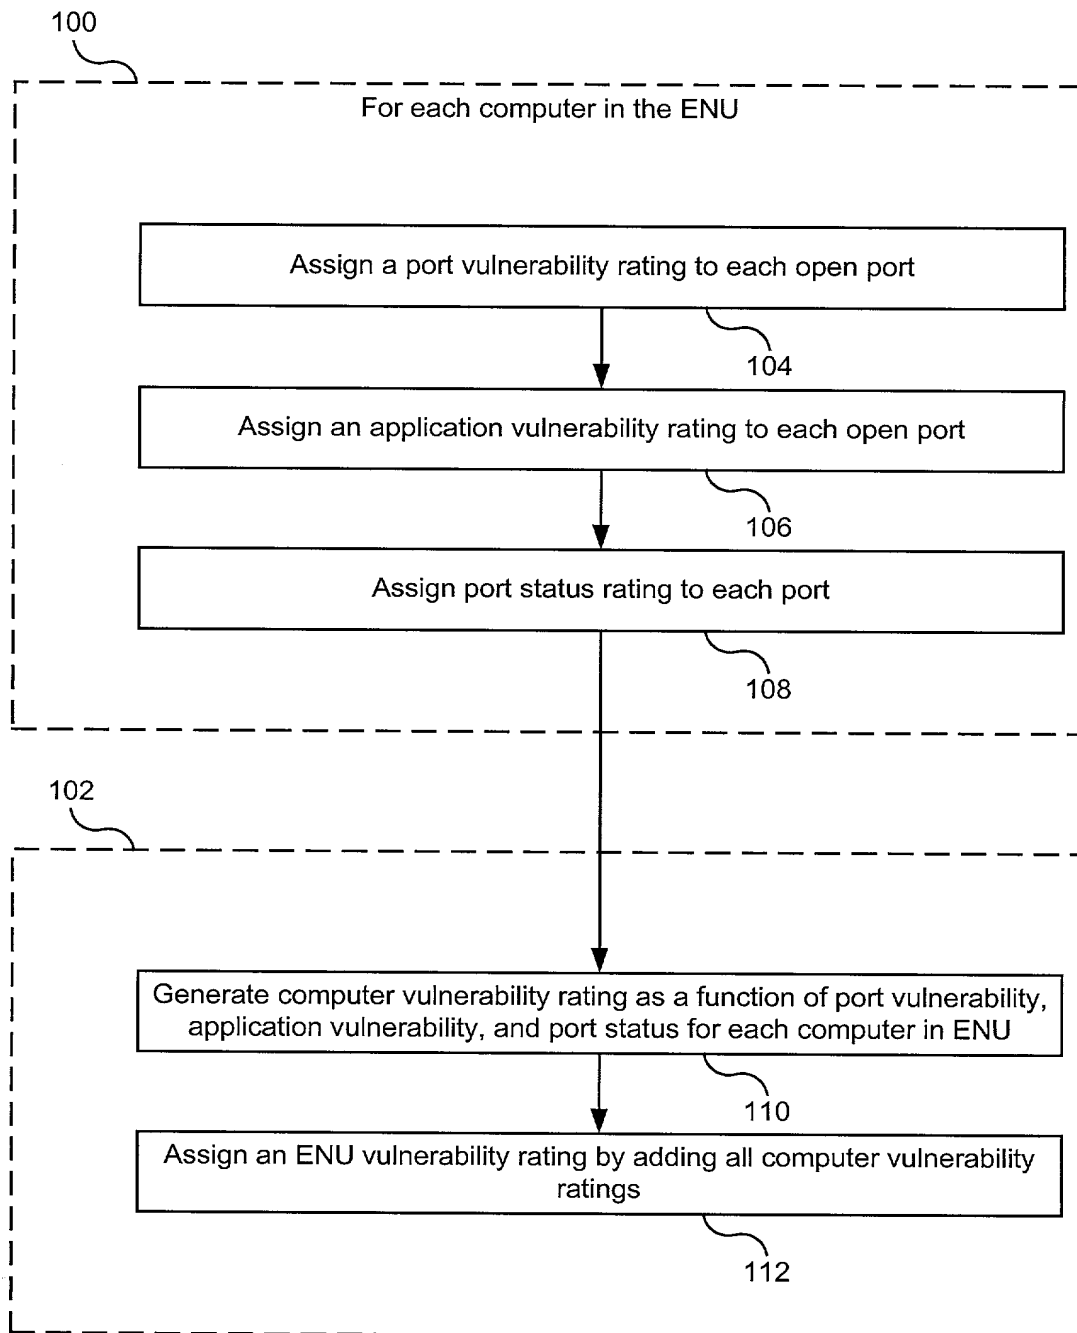 100
For each computer in the ENU
Assign a port vulnerability rating to each open port
104
Assign an application vulnerability rating to each open port
106
Assign port status rating to each port
108
102
Generate computer vulnerability rating as a function of port vulnerability,
application vulnerability, and port status for each computer in ENU
110
Assign an ENU vulnerability rating by adding all computer vulnerability
ratings
112